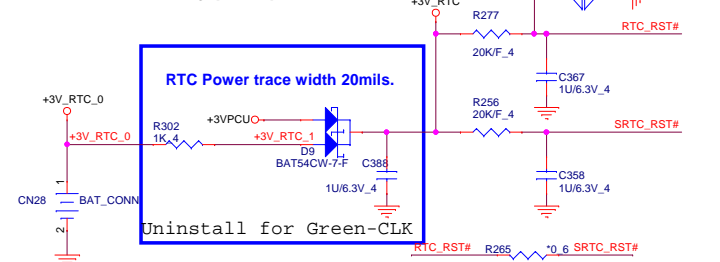 +3V_RTC
R277
RTC_RST#
20K/F_4
C367
1U/6.3V_4
RTC Power trace width 20mils.
+3V_RTC_0
+3VPCU
R256
20K/F_4
SRTC_RST#
R302
+3V_RTC_0
1K_4
+3V_RTC_1
D9
BAT54CW-7-F
C388
1U/6.3V_4
C358
1U/6.3V_4
1
CN28
BAT_CONN
2
Uninstall for Green-CLK
RTC_RST#
R265
*0_6
SRTC_RST#